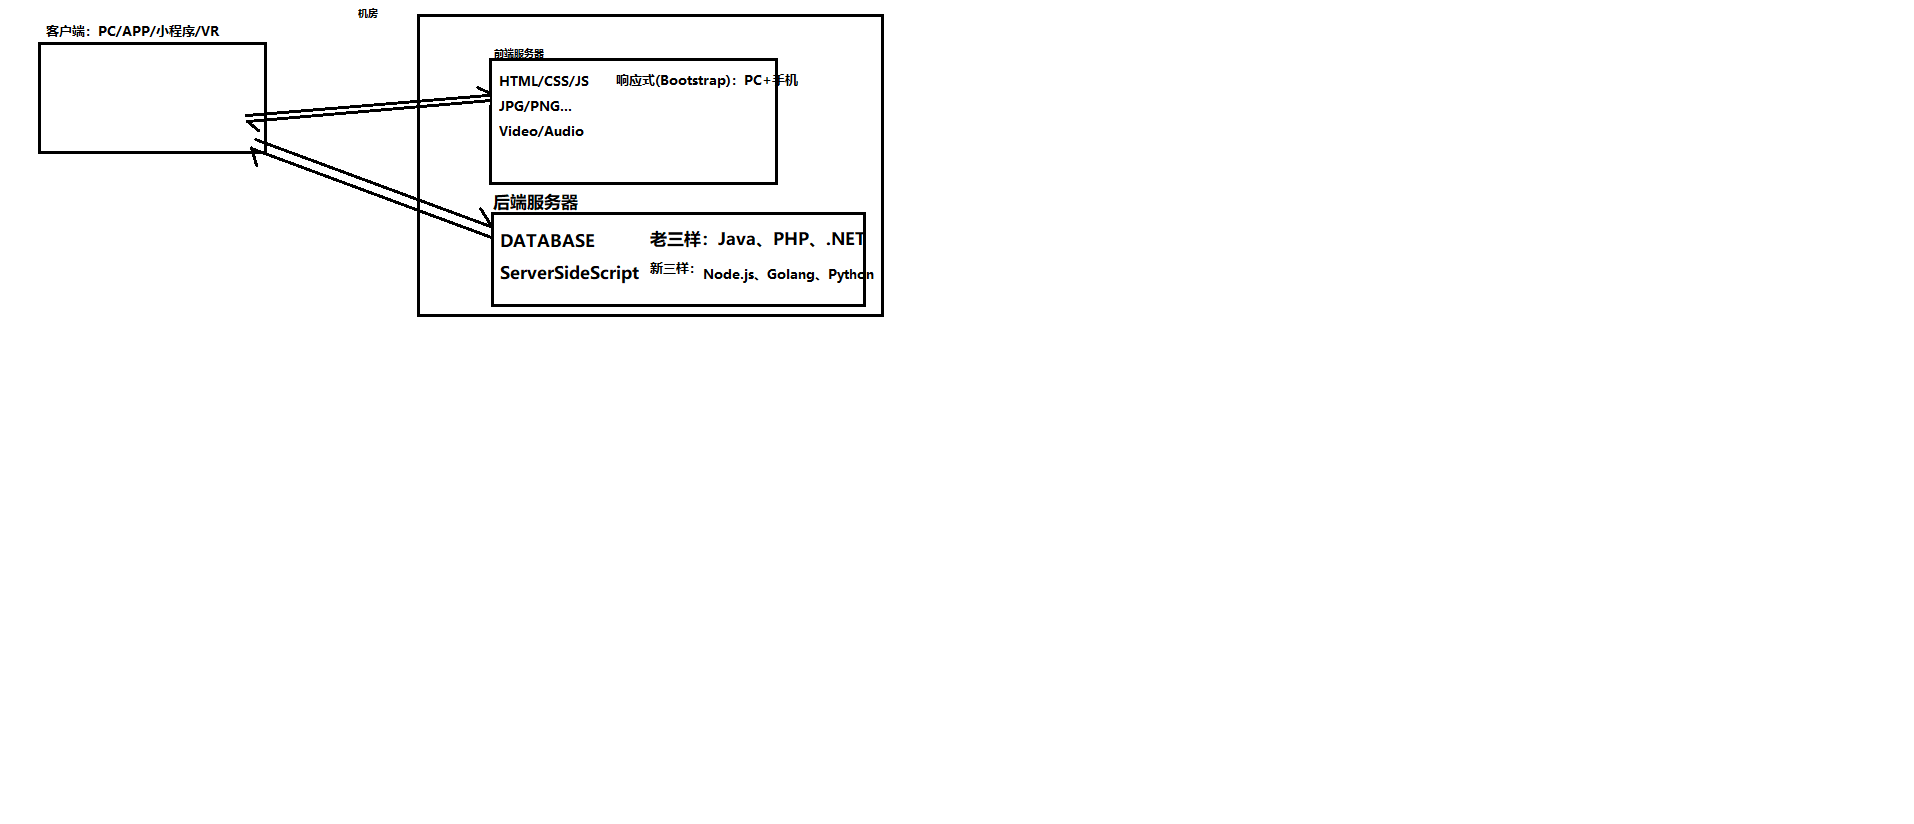 机房
客户端：PC/APP/小程序/VR
前端服务器
HTML/CSS/JS 响应式(Bootstrap)：PC+手机
JPG/PNG...
Video/Audio
后端服务器
DATABASE 老三样：Java、PHP、.NET
ServerSideScript 新三样： Node.js、Golang、Python